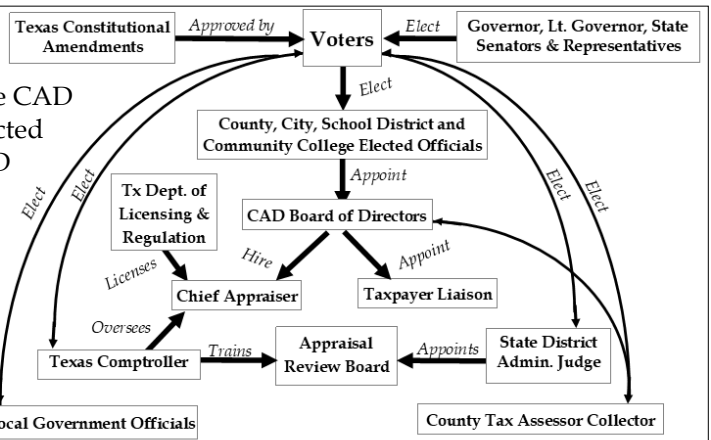 Texas Constitutional
Amendments
Approved by
Voters
Elect
Governor, Lt. Governor, State
Senators & Representatives
e CAD
cted
D
Elect
County, City, School District and
Community College Elected Officials
Elect
Elect
Elect
Elect
Tx Dept. of
Licensing &
Regulation
Appoint
CAD Board of Directors
Licenses
Hire
Appoint
Chief Appraiser
Taxpayer Liaison
Oversees
Texas Comptroller
Trains
Appraisal
Review Board
Appoints
State District
Admin. Judge
ocal Government Officials
County Tax Assessor Collector